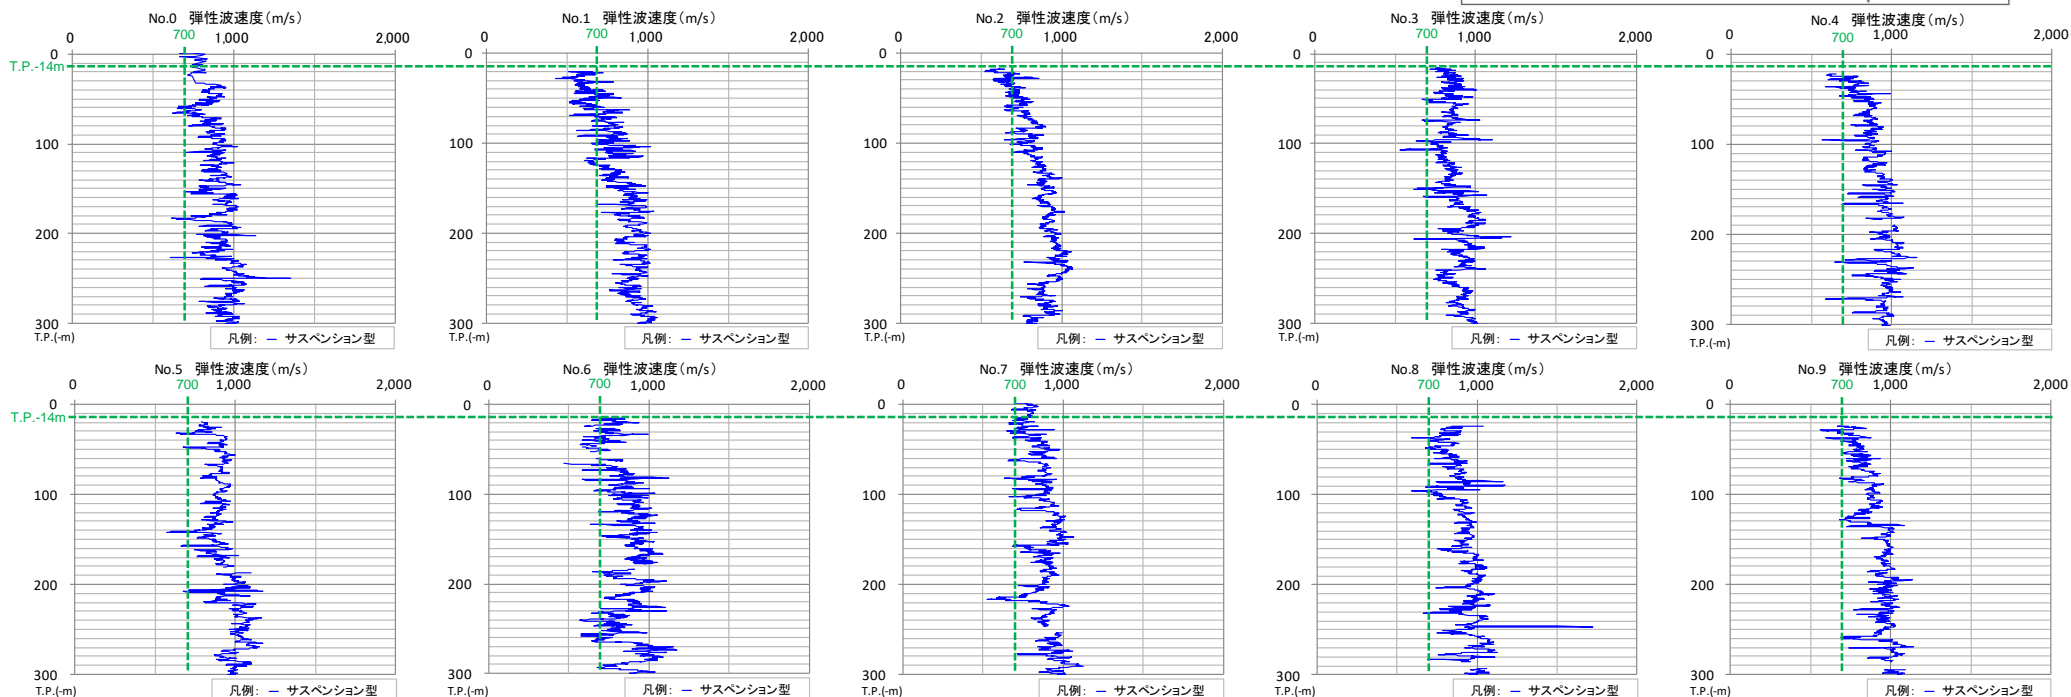 No.0 弾性波速度(m/s)
0 700 1,000 2,000
0
T.P.-14m
100
200
300
T.P.(-m)
凡例: － サスペンション型
No.1 弾性波速度(m/s)
0 700 1,000 2,000
0
100
200
300
T.P.(-m)
凡例: － サスペンション型
No.2 弾性波速度(m/s)
0 700 1,000 2,000
0
100
200
300
T.P.(-m)
凡例: － サスペンション型
No.3 弾性波速度(m/s)
0 700 1,000 2,000
0
100
200
300
T.P.(-m)
凡例: － サスペンション型
No.4 弾性波速度(m/s)
0 700 1,000 2,000
0
100
200
300
T.P.(-m)
凡例: － サスペンション型
No.5 弾性波速度(m/s)
0 700 1,000 2,000
0
T.P.-14m
100
200
300
T.P.(-m)
凡例: － サスペンション型
No.6 弾性波速度(m/s)
0 700 1,000 2,000
0
100
200
300
T.P.(-m)
凡例: － サスペンション型
No.7 弾性波速度(m/s)
0 700 1,000 2,000
0
100
200
300
T.P.(-m)
凡例: － サスペンション型
No.8 弾性波速度(m/s)
0 700 1,000 2,000
0
100
200
300
T.P.(-m)
凡例: － サスペンション型
No.9 弾性波速度(m/s)
0 700 1,000 2,000
0
100
200
300
T.P.(-m)
凡例: － サスペンション型